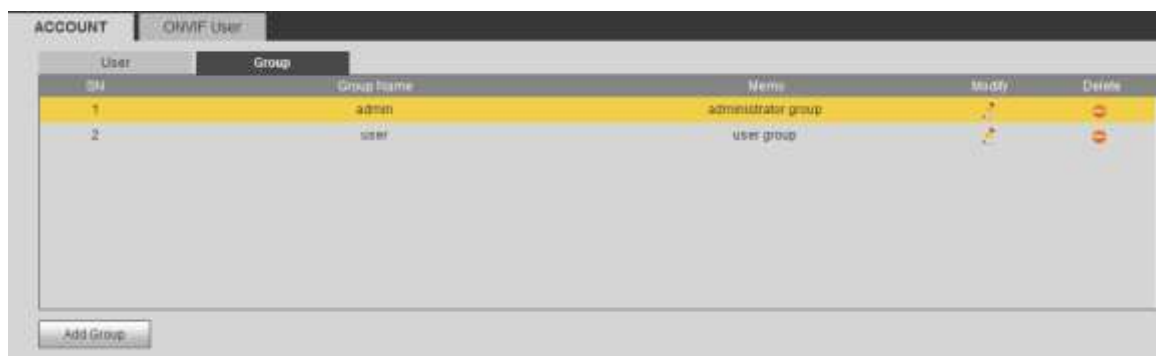 ACCOUNT ONVIF User
User Group
SN Group Name Memo Modify Delete
1 admin administrator group
2 user user group
Add Group